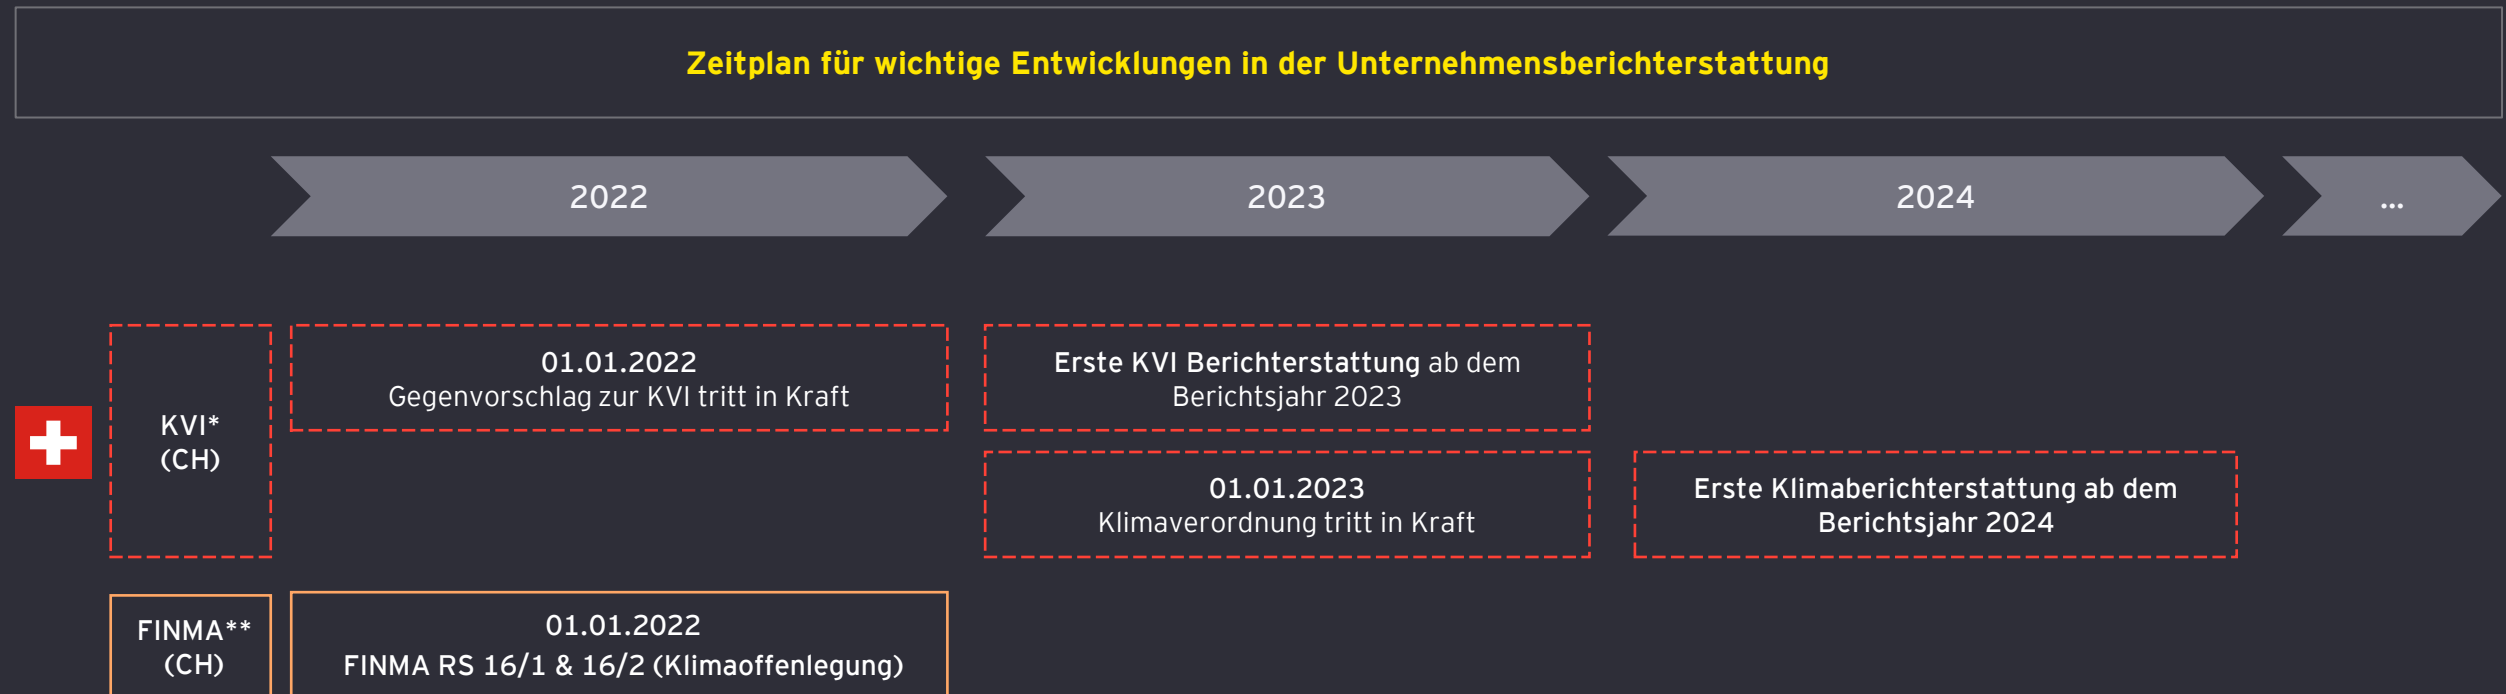 Zeitplan für wichtige Entwicklungen in der Unternehmensberichterstattung
2022
2023
2024
...
KVI*
(CH)
01.01.2022
Gegenvorschlag zur KVI tritt in Kraft
Erste KVI Berichterstattung ab dem
Berichtsjahr 2023
01.01.2023
Klimaverordnung tritt in Kraft
Erste Klimaberichterstattung ab dem
Berichtsjahr 2024
FINMA**
(CH)
01.01.2022
FINMA RS 16/1 & 16/2 (Klimaoffenlegung)